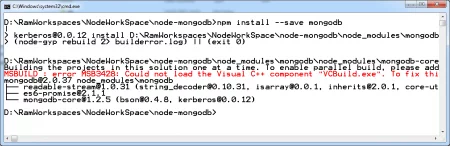 C:\Windows\system32\cmd.exe
D:\RamWorkspaces\NodeWorkSpace\node-mongodb>npm install --save mongodb
> kerberos@0.0.12 install D:\RamWorkspaces\NodeWorkSpace\node-mongodb\node_modules\mongodb
> (node-gyp rebuild 2> builderror.log) || (exit 0)
D:\RamWorkspaces\NodeWorkSpace\node-mongodb\node_modules\mongodb\node_modules\mongodb-core
Building the projects in this solution one at a time. To enable parallel build, please add
MSBUILD : error MSB3428: Could not load the Visual C++ component "VCBuild.exe". To fix thi
mongodb@2.0.37 node_modules\mongodb
├── readable-stream@1.0.31 (string_decoder@0.10.31, isarray@0.0.1, inherits@2.0.1, core-ut
├── es6-promise@2.1.1
└── mongodb-core@1.2.5 (bson@0.4.8, kerberos@0.0.12)
D:\RamWorkspaces\NodeWorkSpace\node-mongodb>